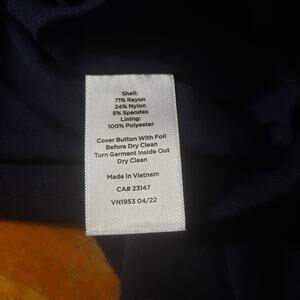 Shell:
71% Rayon
24% Nylon
5% Spandex
Lining:
100% Polyester
Cover Button With Foil
Before Dry Clean
Turn Garment Inside Out
Dry Clean
Made In Vietnam
CA# 23147
VN1953 04/22